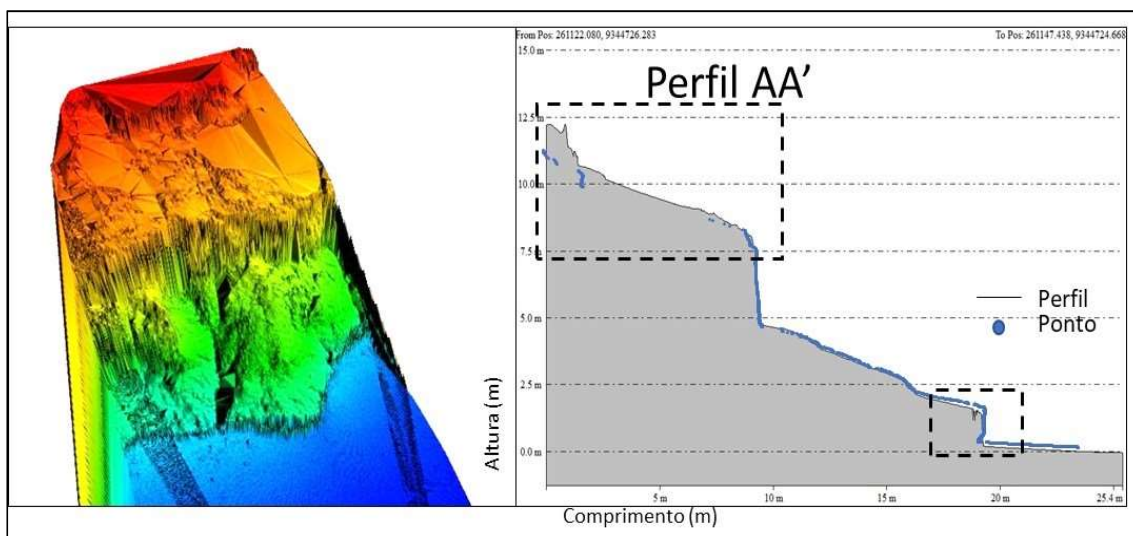 From Pos: 261122.080, 9344726.283
To Pos: 261147.438, 9344724.668
15.0 m
Perfil AA’
12.5 m
10.0 m
7.5 m
5.0 m
2.5 m
0.0 m
Perfil
Ponto
Altura (m)
5 m
10 m
15 m
20 m
25.4 m
Comprimento (m)